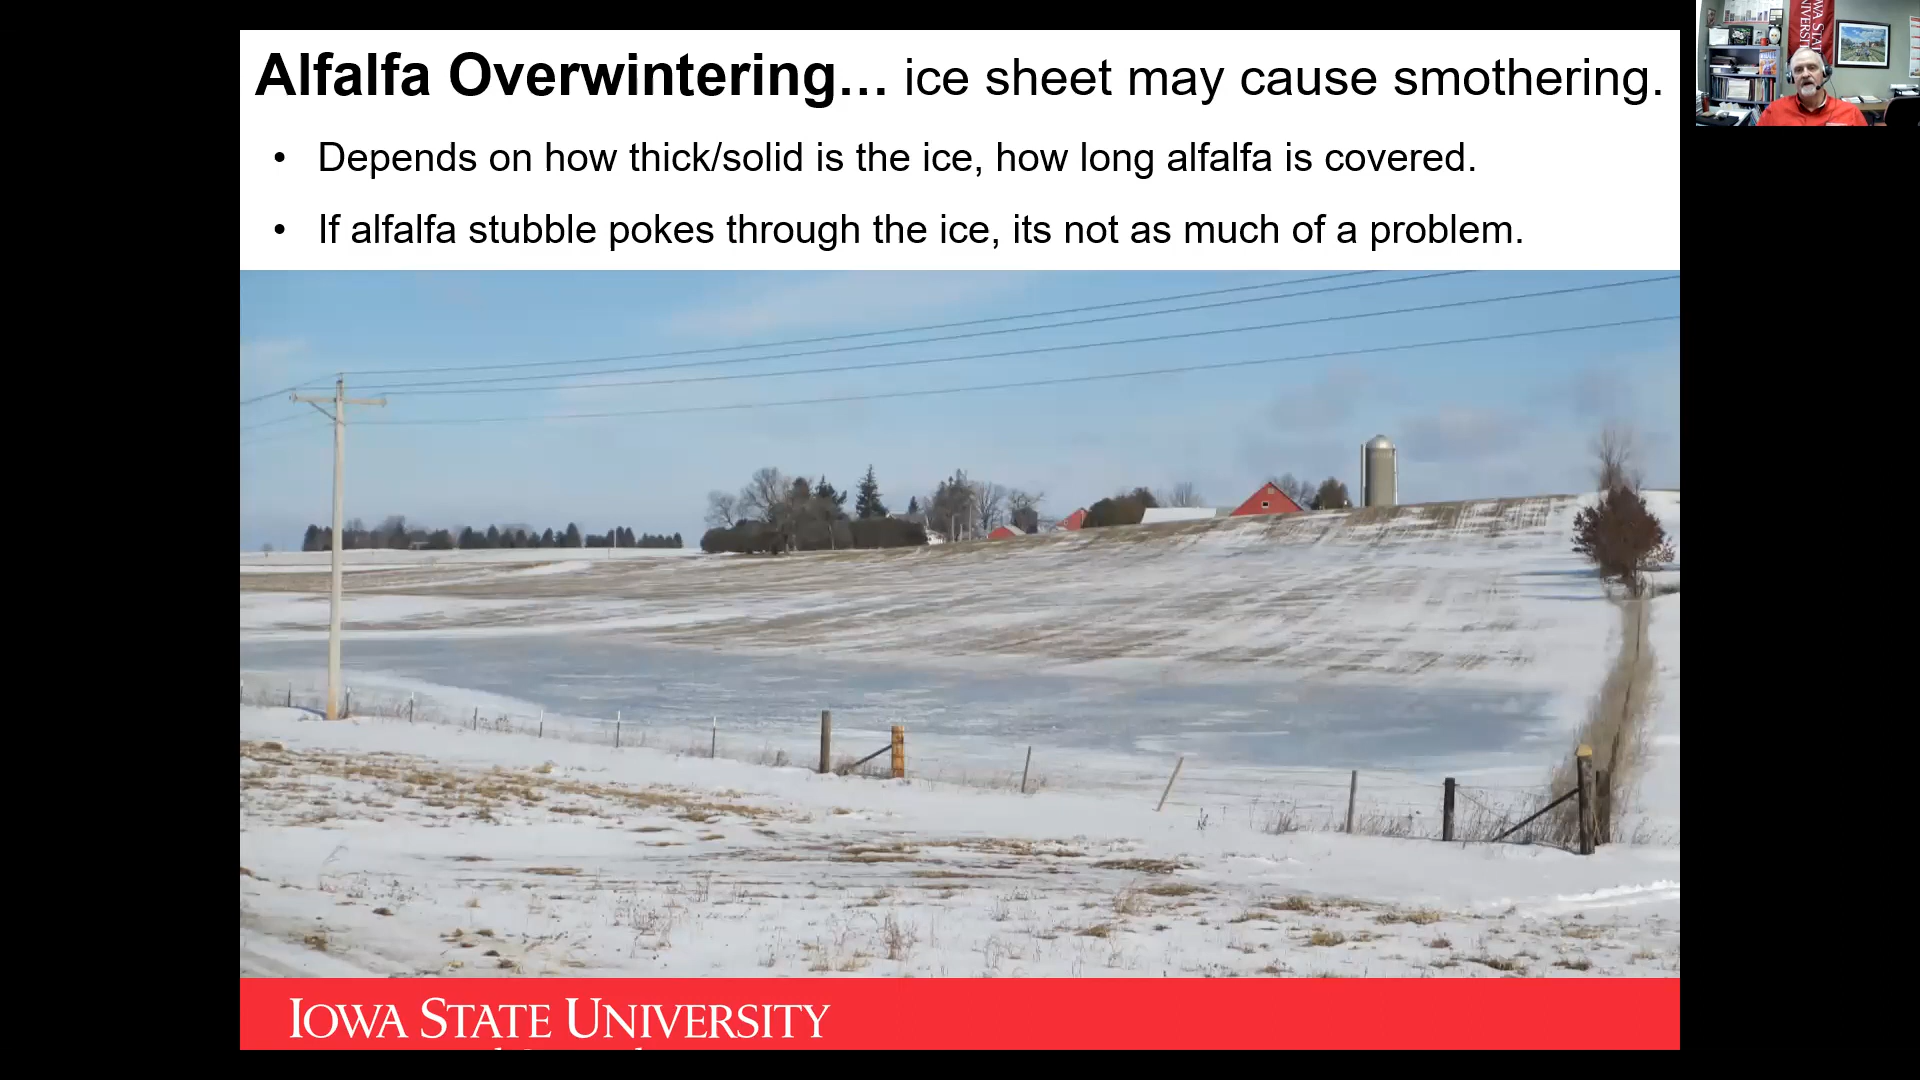 Alfalfa Overwintering... ice sheet may cause smothering.
• Depends on how thick/solid is the ice, how long alfalfa is covered.
• If alfalfa stubble pokes through the ice, its not as much of a problem.
IOWA STATE UNIVERSITY